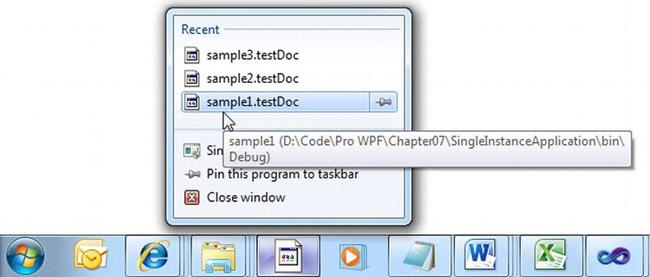 Recent
sample3.testDoc
sample2.testDoc
sample1.testDoc
sample1 (D:\Code\Pro WPF\Chapter07\SingleInstanceApplication\bin\
Debug)
Pin this program to taskbar
Close window